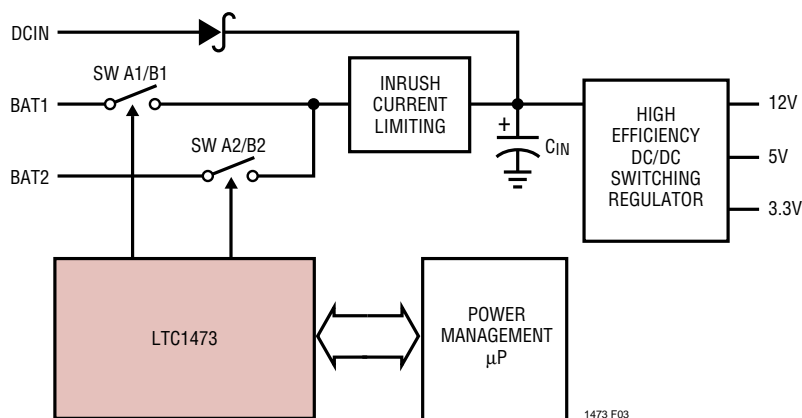 DCIN
SW A1/B1
BAT1
SW A2/B2
BAT2
INRUSH
CURRENT
LIMITING
+
CIN
HIGH
EFFICIENCY
DC/DC
SWITCHING
REGULATOR
12V
5V
3.3V
LTC1473
POWER
MANAGEMENT
µP
1473 F03